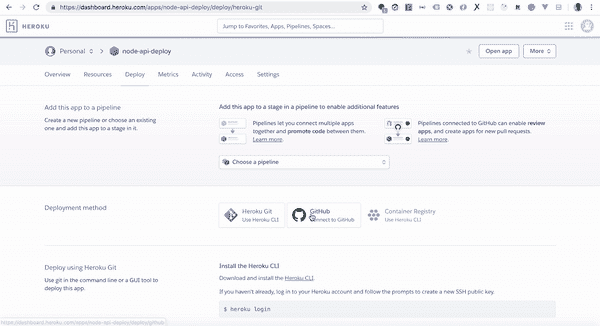 https://dashboard.heroku.com/apps/node-api-deploy/deploy/heroku-git
HEROKU
Jump to Favorites, Apps, Pipelines, Spaces...
Personal
node-api-deploy
Open app
More
Overview
Resources
Deploy
Metrics
Activity
Access
Settings
Add this app to a pipeline
Create a new pipeline or choose an existing
one and add this app to a stage in it.
Add this app to a stage in a pipeline to enable additional features
Pipelines let you connect multiple apps
together and promote code between them.
Learn more.
Pipelines connected to GitHub can enable review
apps, and create apps for new pull requests.
Learn more.
Choose a pipeline
Deployment method
Heroku Git
Use Heroku CLI
GitHub
Connect to GitHub
Container Registry
Use Heroku CLI
Deploy using Heroku Git
Use git in the command line or a GUI tool to
deploy this app.
Install the Heroku CLI
Download and install the Heroku CLI.
If you haven't already, log in to your Heroku account and follow the prompts to create a new SSH public key.
$ heroku login
https://dashboard.heroku.com/apps/node-api-deploy/deploy/github